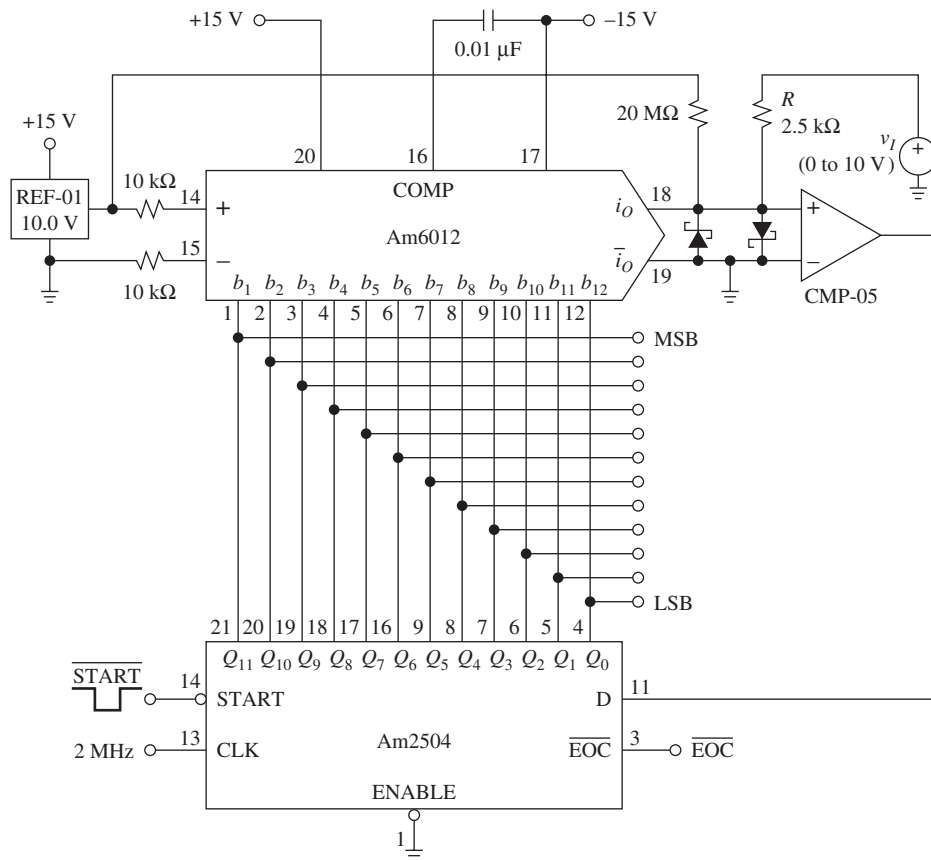 +15 V
–15 V
0.01 μF
+15 V
20 MΩ
R
2.5 kΩ
v_I
(0 to 10 V)
20
16
17
REF-01
10.0 V
10 kΩ
14
+
COMP
i_O
18
+
Am6012
15
–
i̅_O
19
–
10 kΩ
CMP-05
b₁ b₂ b₃ b₄ b₅ b₆ b₇ b₈ b₉ b₁₀ b₁₁ b₁₂
1 2 3 4 5 6 7 8 9 10 11 12
MSB
LSB
21 20 19 18 17 16 9 8 7 6 5 4
Q₁₁ Q₁₀ Q₉ Q₈ Q₇ Q₆ Q₅ Q₄ Q₃ Q₂ Q₁ Q₀
S̅T̅A̅R̅T̅
14
START
D
11
2 MHz
13
CLK
Am2504
E̅O̅C̅
3
E̅O̅C̅
ENABLE
1